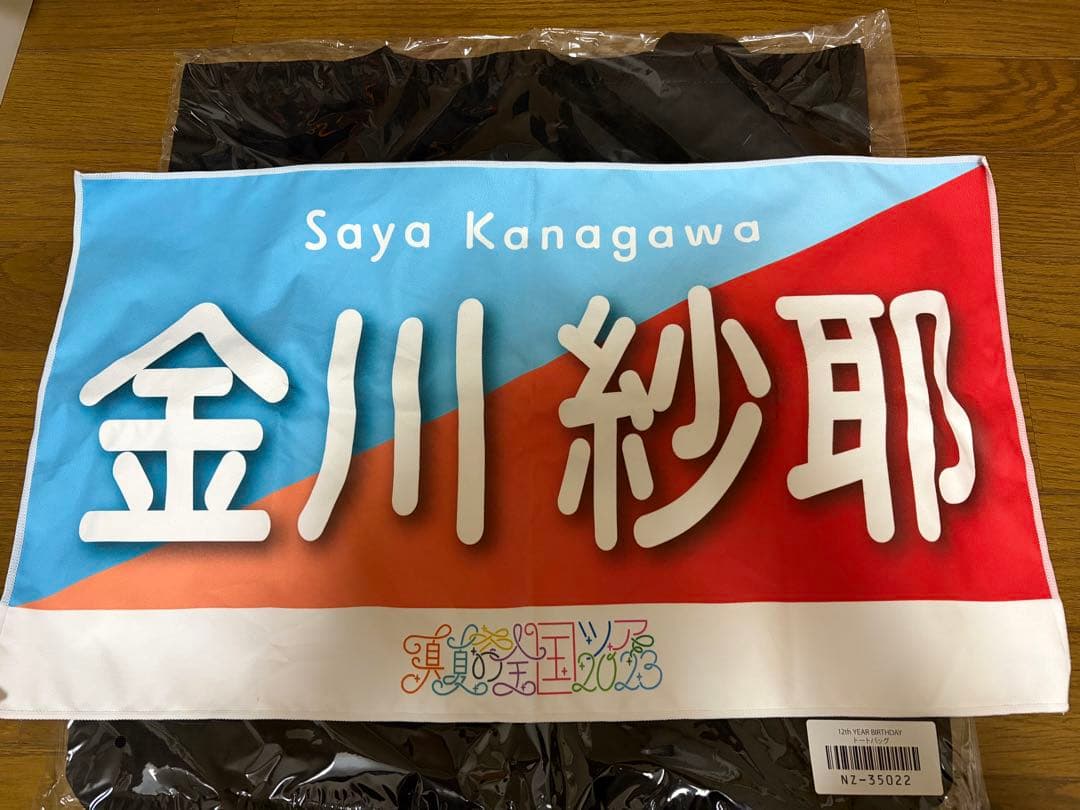 Saya Kanagawa
金川 紗耶
真夏の全国ツアー2023
12th YEAR BIRTHDAY
トートバッグ
NZ-35022